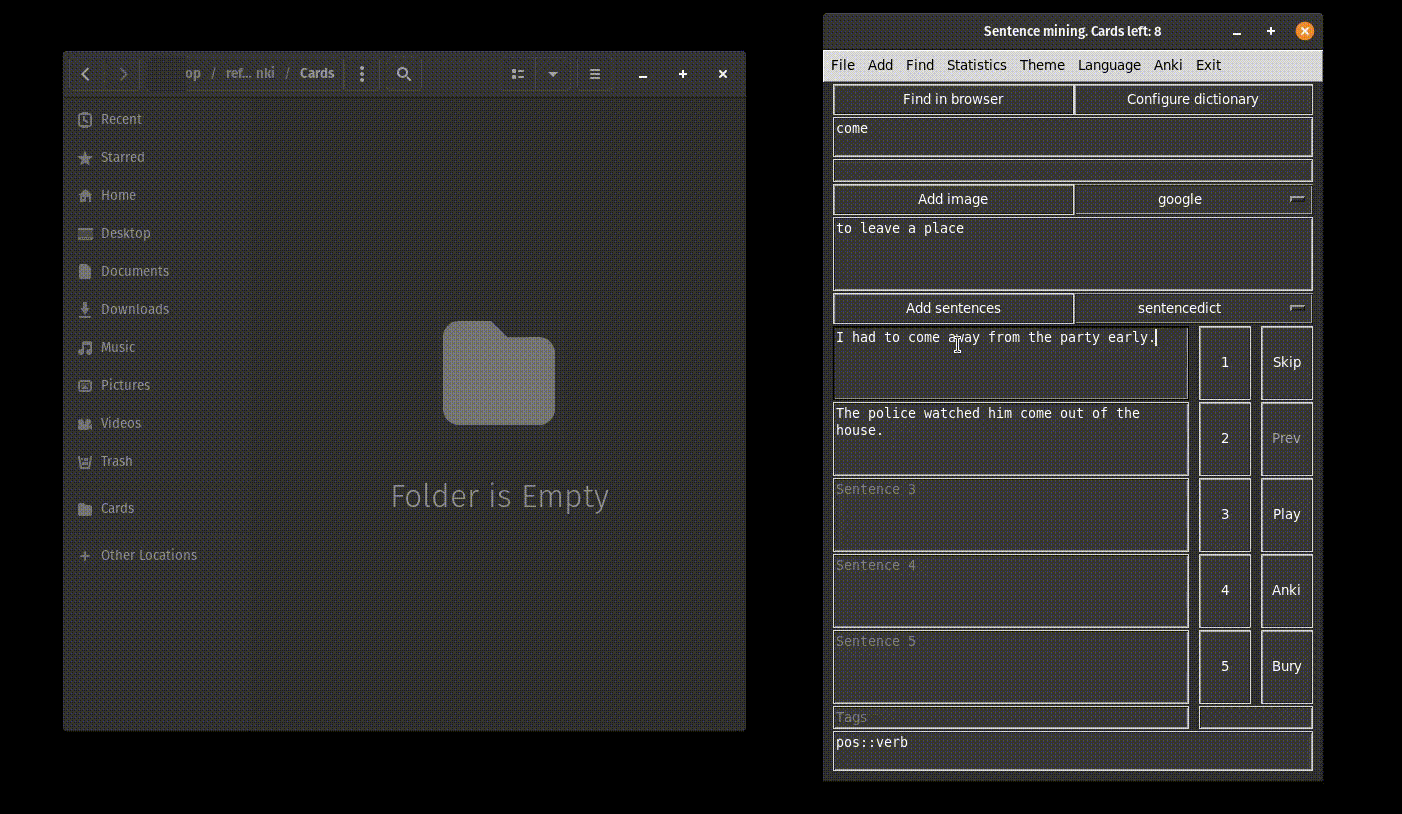 op / ref... nki / Cards
Recent
Starred
Home
Desktop
Documents
Downloads
Music
Pictures
Videos
Trash
Cards
Other Locations
Folder is Empty
Sentence mining. Cards left: 8
File Add Find Statistics Theme Language Anki Exit
Find in browser Configure dictionary
come
Add image google
to leave a place
Add sentences sentencedict
I had to come away from the party early.
1 Skip
The police watched him come out of the
house.
2 Prev
Sentence 3
3 Play
Sentence 4
4 Anki
Sentence 5
5 Bury
Tags
pos::verb